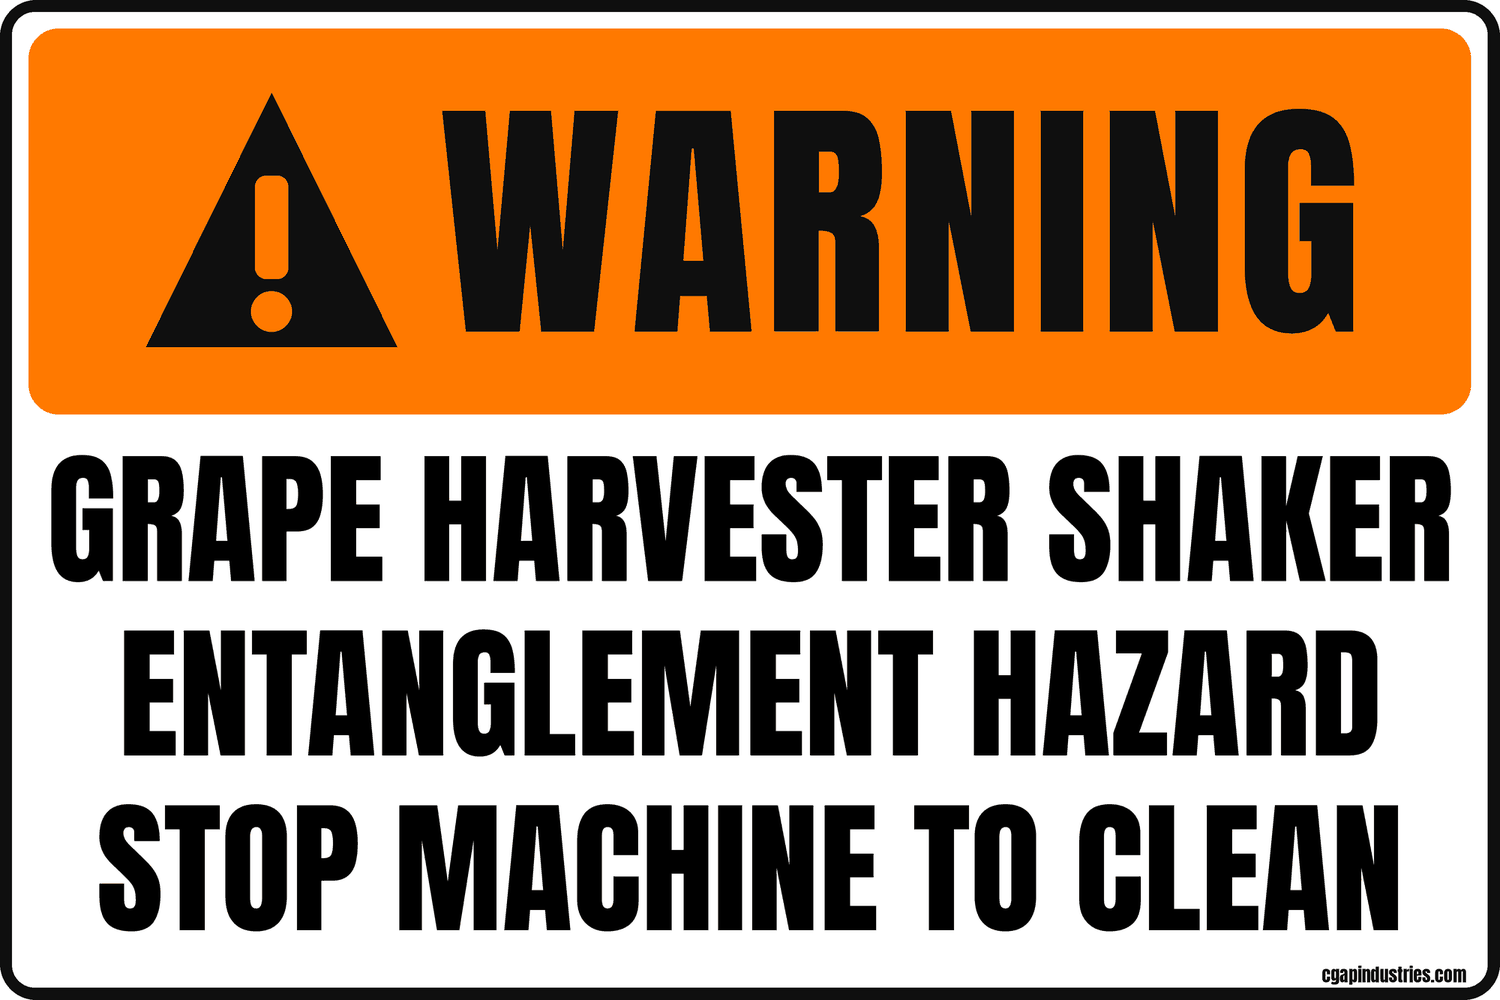 WARNING
GRAPE HARVESTER SHAKER
ENTANGLEMENT HAZARD
STOP MACHINE TO CLEAN
cgapindustries.com